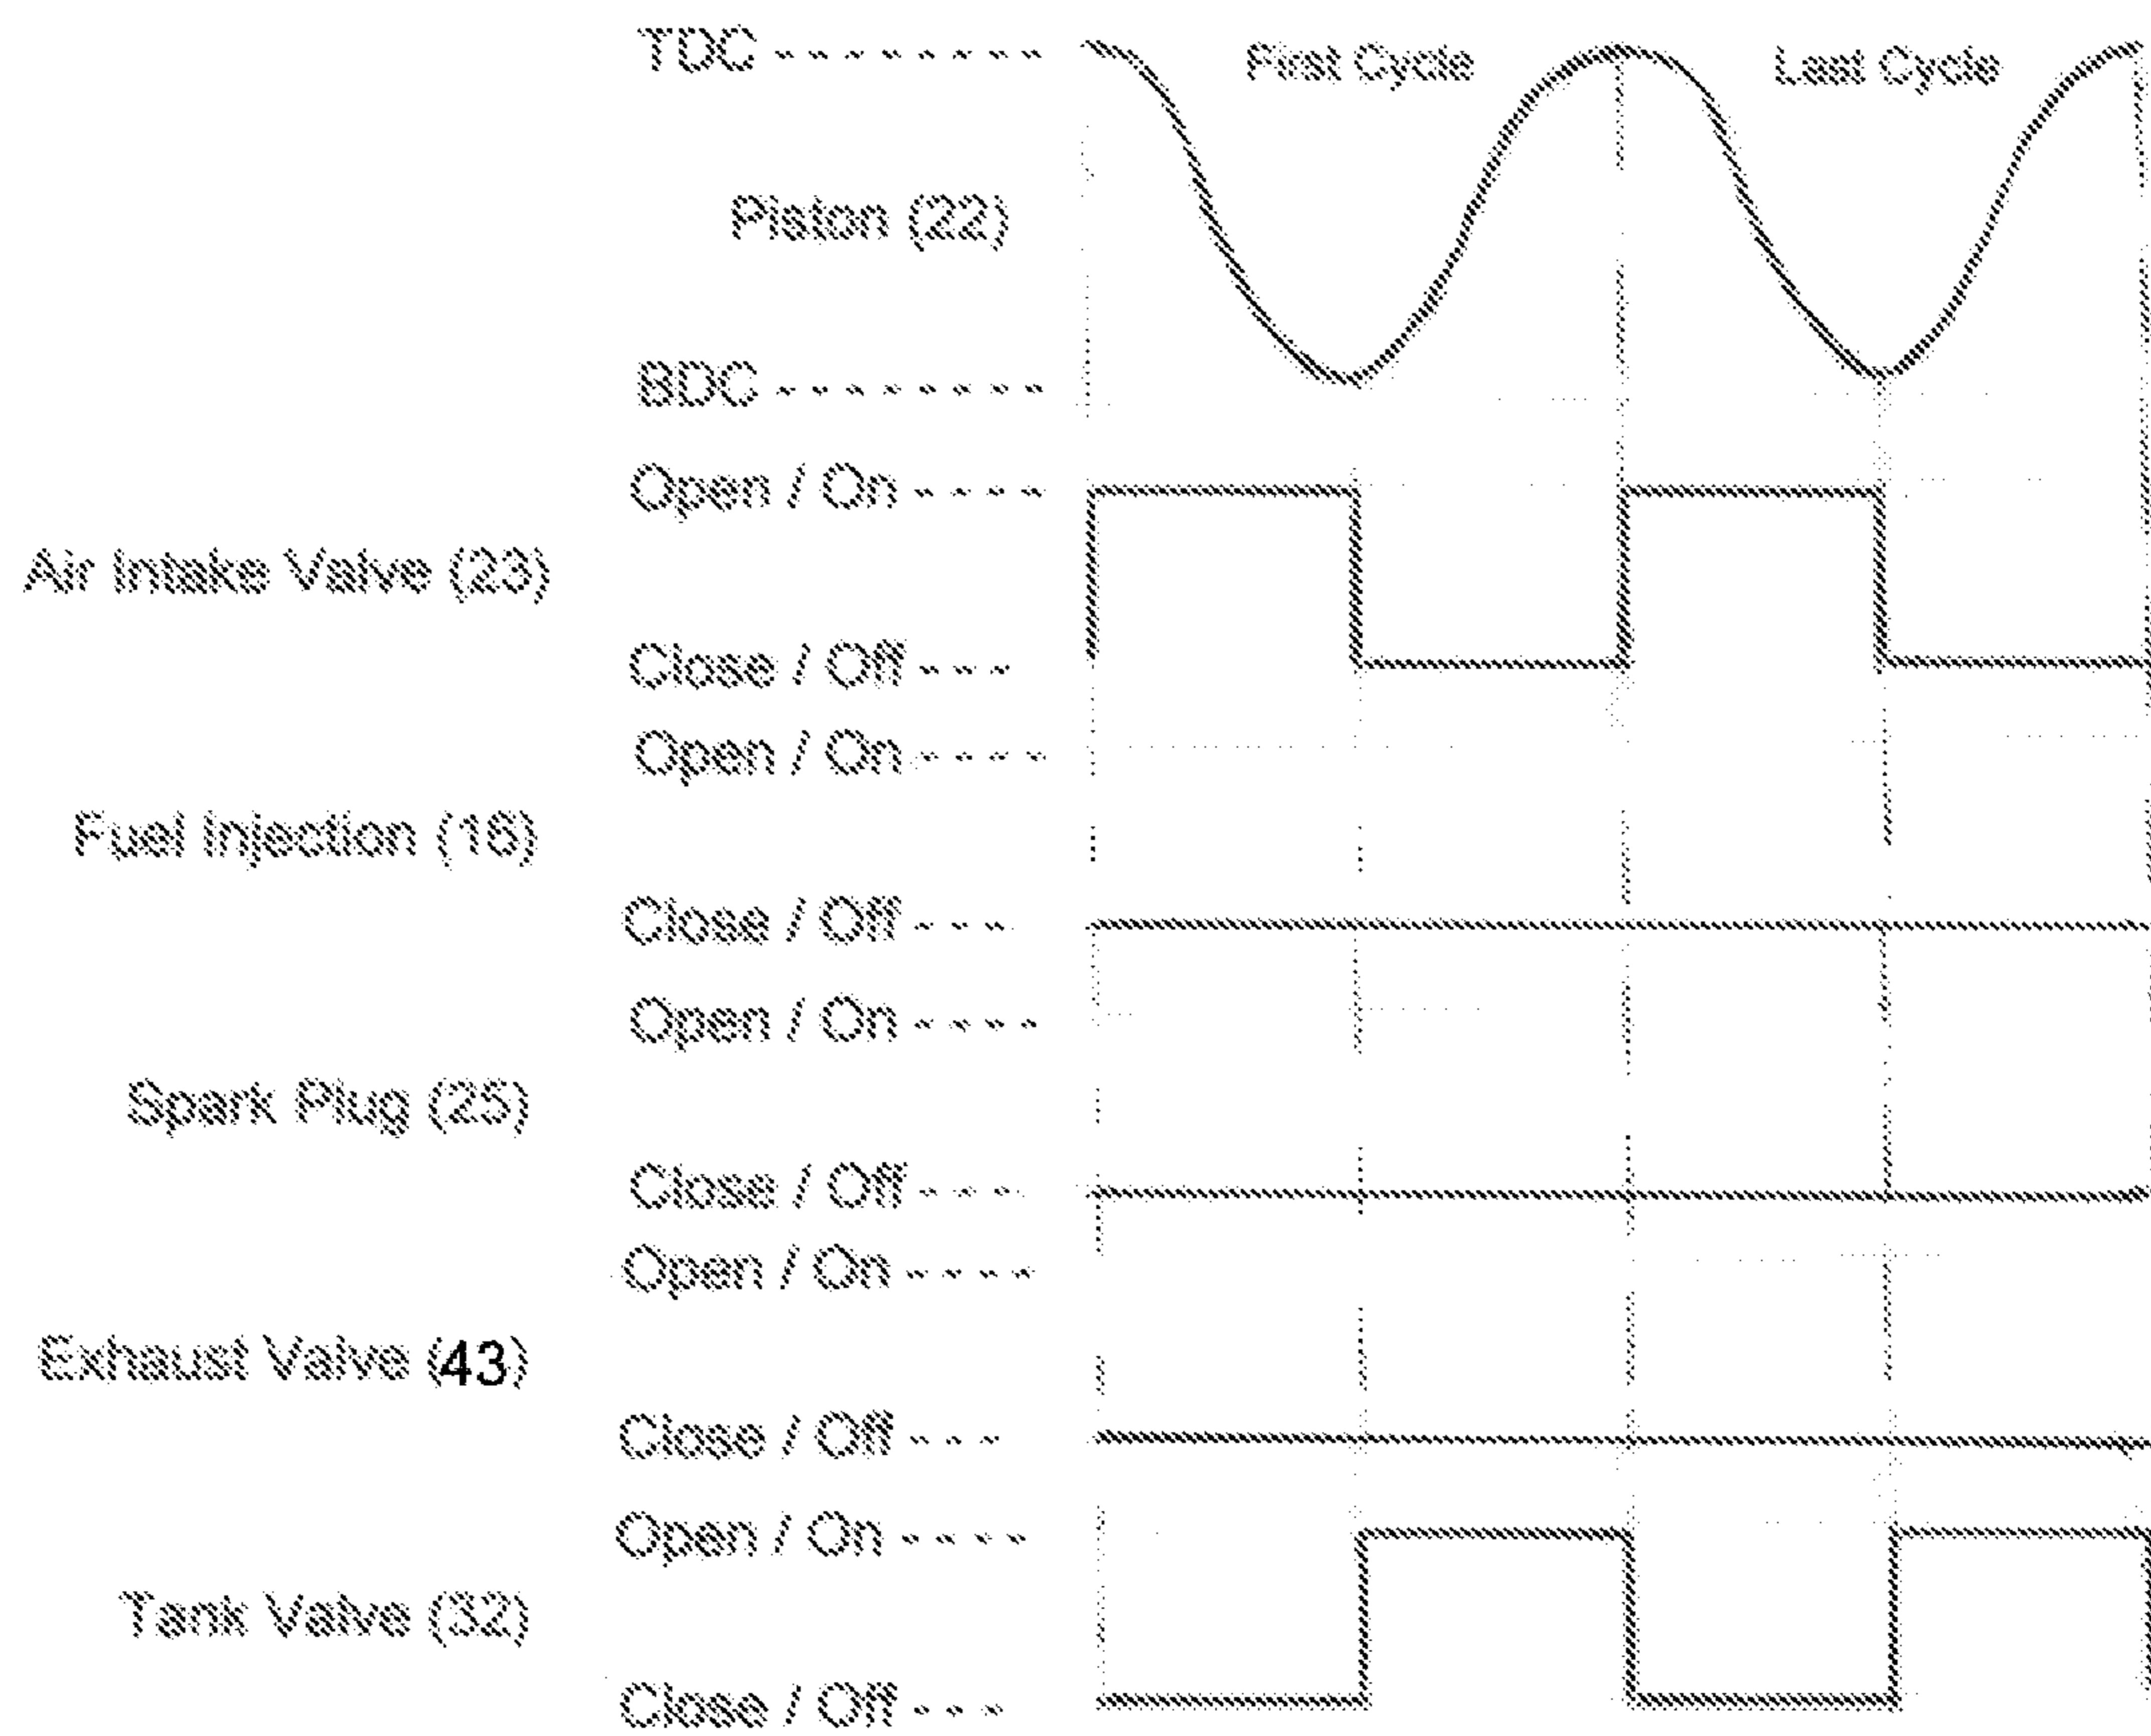 TDC - - - - - - - -
First Cycle
Last Cycle
Piston (22)
BDC - - - - - - - -
Open / On - - - -
Air Intake Valve (23)
Close / Off - - -
Open / On - - - -
Fuel Injection (16)
Close / Off - - -
Open / On - - - -
Spark Plug (25)
Close / Off - - - -
Open / On - - - -
Exhaust Valve (43)
Close / Off - - -
Open / On - - - -
Tank Valve (32)
Close / Off - - -